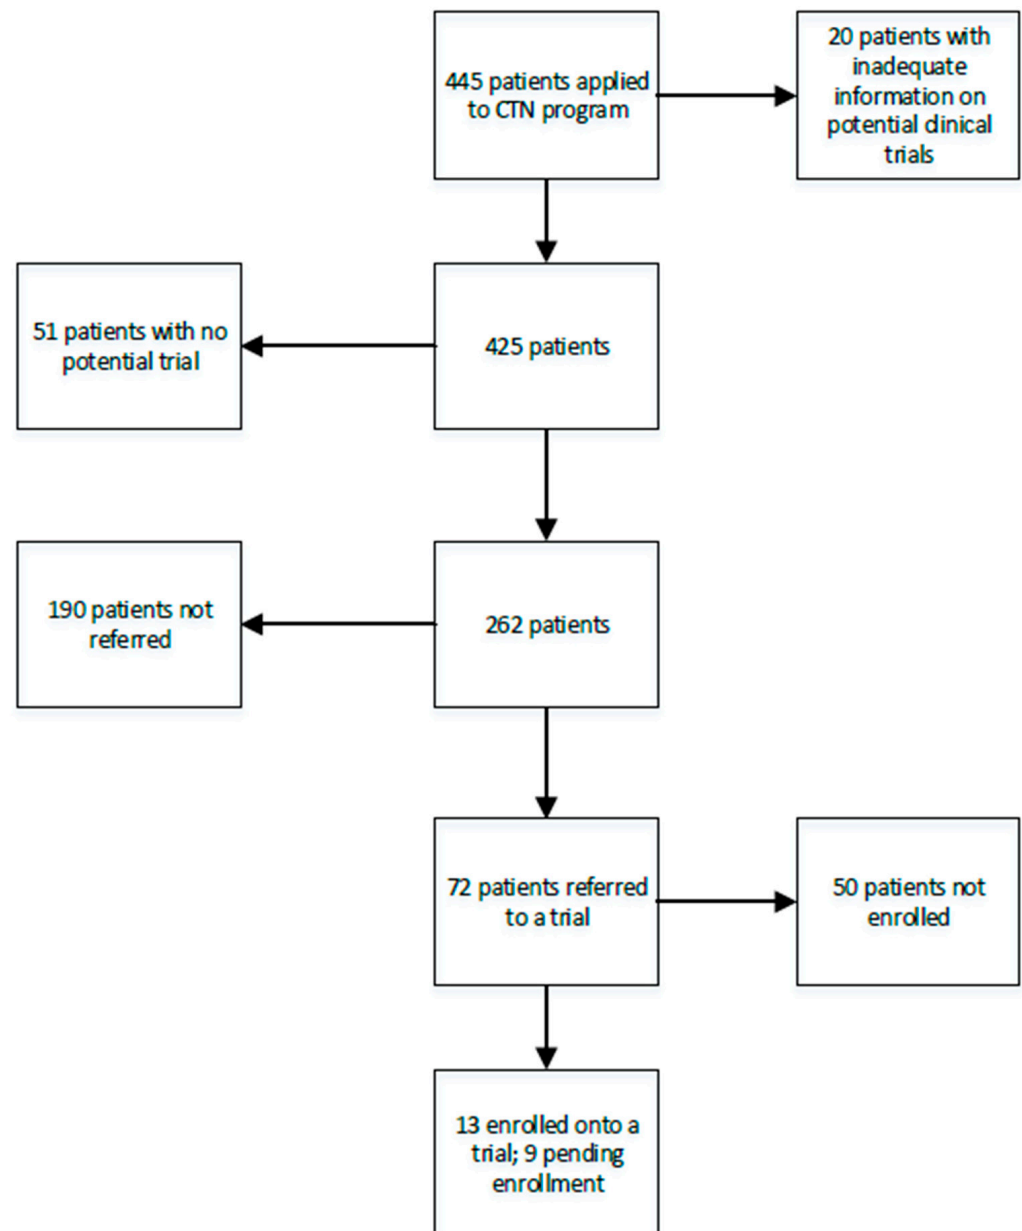 445 patients applied
to CTN program
20 patients with
inadequate
information on
potential clinical
trials
51 patients with no
potential trial
425 patients
190 patients not
referred
262 patients
72 patients referred
to a trial
50 patients not
enrolled
13 enrolled onto a
trial; 9 pending
enrollment